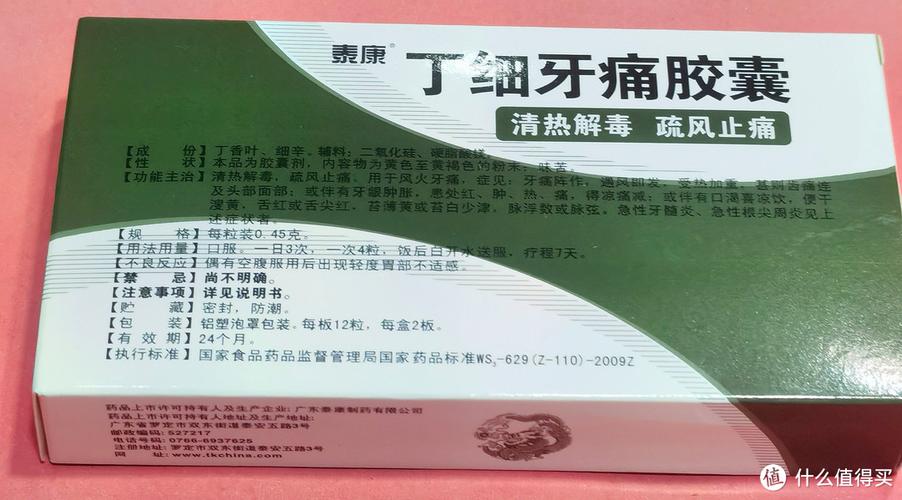 泰康® 丁细牙痛胶囊
清热解毒 疏风止痛
【成 份】丁香叶、细辛。辅料：二氧化硅、硬脂酸镁。
【性 状】本品为胶囊剂，内容物为黄色至黄褐色的粉末；味苦。
【功能主治】清热解毒，疏风止痛。用于风火牙痛，症见：牙痛阵作，遇风即发，受热加重，甚则齿痛连
及头部面部；或伴有牙龈肿胀，患处红、肿、热、痛，得凉痛减；或伴有口渴喜凉饮，便干
溲黄，舌红或舌尖红，苔薄黄或苔白少津，脉浮数或脉弦。急性牙髓炎、急性根尖周炎见上
述症状者。
【规 格】每粒装0.45克。
【用法用量】口服。一日3次，一次4粒，饭后白开水送服，疗程7天。
【不良反应】偶有空腹服用后出现轻度胃部不适感。
【禁 忌】尚不明确。
【注意事项】详见说明书。
【贮 藏】密封，防潮。
【包 装】铝塑泡罩包装。每板12粒，每盒2板。
【有 效 期】24个月。
【执行标准】国家食品药品监督管理局国家药品标准WS₃-629(Z-110)-2009Z
药品上市许可持有人及生产企业：广东泰康制药有限公司
药品上市许可持有人地址及生产地址：
广东省罗定市双东街道泰安五路3号
邮政编码：527217
电话号码：0766-6937625
注册地址：罗定市双东街道泰安五路3号
网 址：www.tkchina.com
值 什么值得买